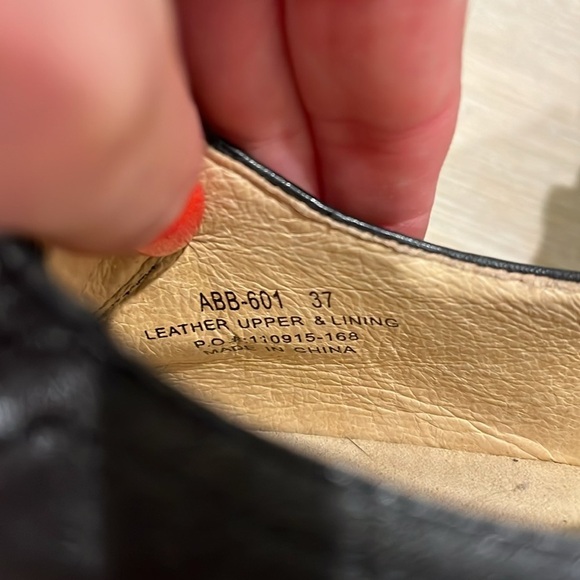 ABB-601 37
LEATHER UPPER & LINING
P.O #:110915-168
MADE IN CHINA